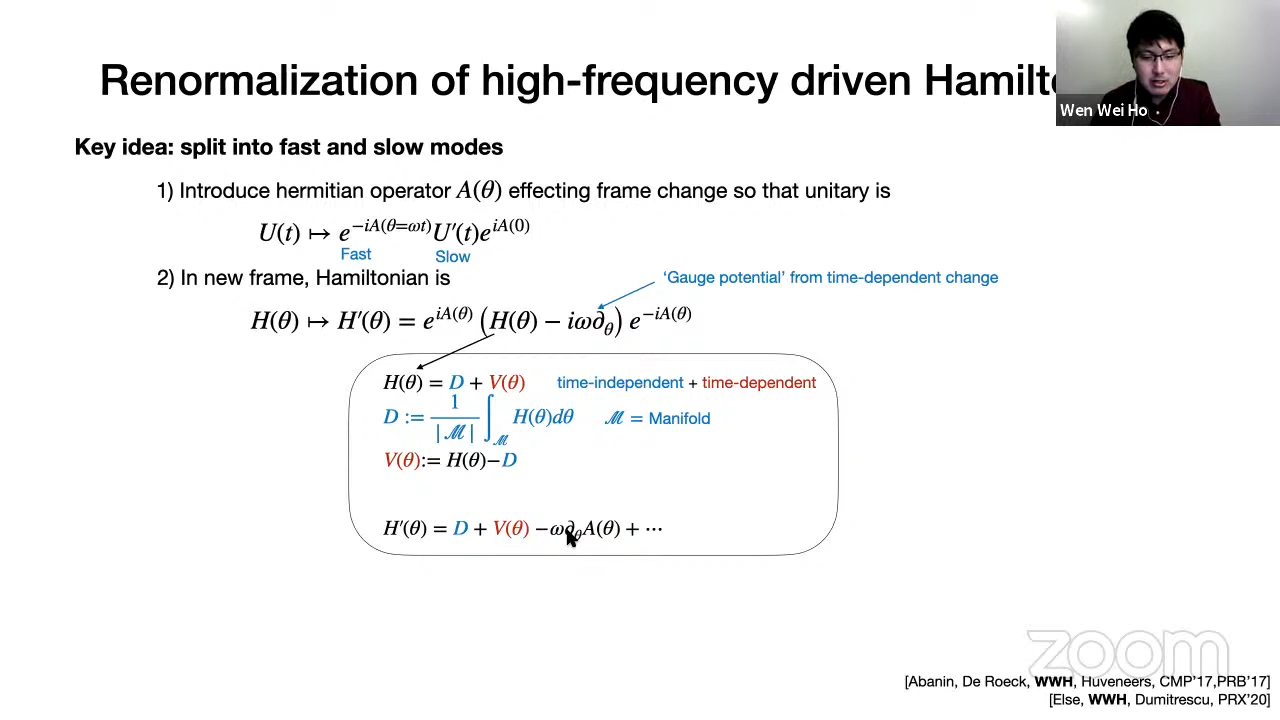 Renormalization of high-frequency driven Hamilto
Wen Wei Ho
Key idea: split into fast and slow modes
1) Introduce hermitian operator A(θ) effecting frame change so that unitary is
U(t) ↦ e^{−iA(θ=ωt)}U′(t)e^{iA(0)}
Fast Slow
2) In new frame, Hamiltonian is
‘Gauge potential’ from time-dependent change
H(θ) ↦ H′(θ) = e^{iA(θ)} (H(θ) − iω∂_θ) e^{−iA(θ)}
H(θ) = D + V(θ) time-independent + time-dependent
D := 1/|ℳ| ∫_ℳ H(θ)dθ ℳ = Manifold
V(θ):= H(θ)−D
H′(θ) = D + V(θ) −ω∂_θA(θ) + ⋯
zoom
[Abanin, De Roeck, WWH, Huveneers, CMP’17,PRB’17]
[Else, WWH, Dumitrescu, PRX’20]